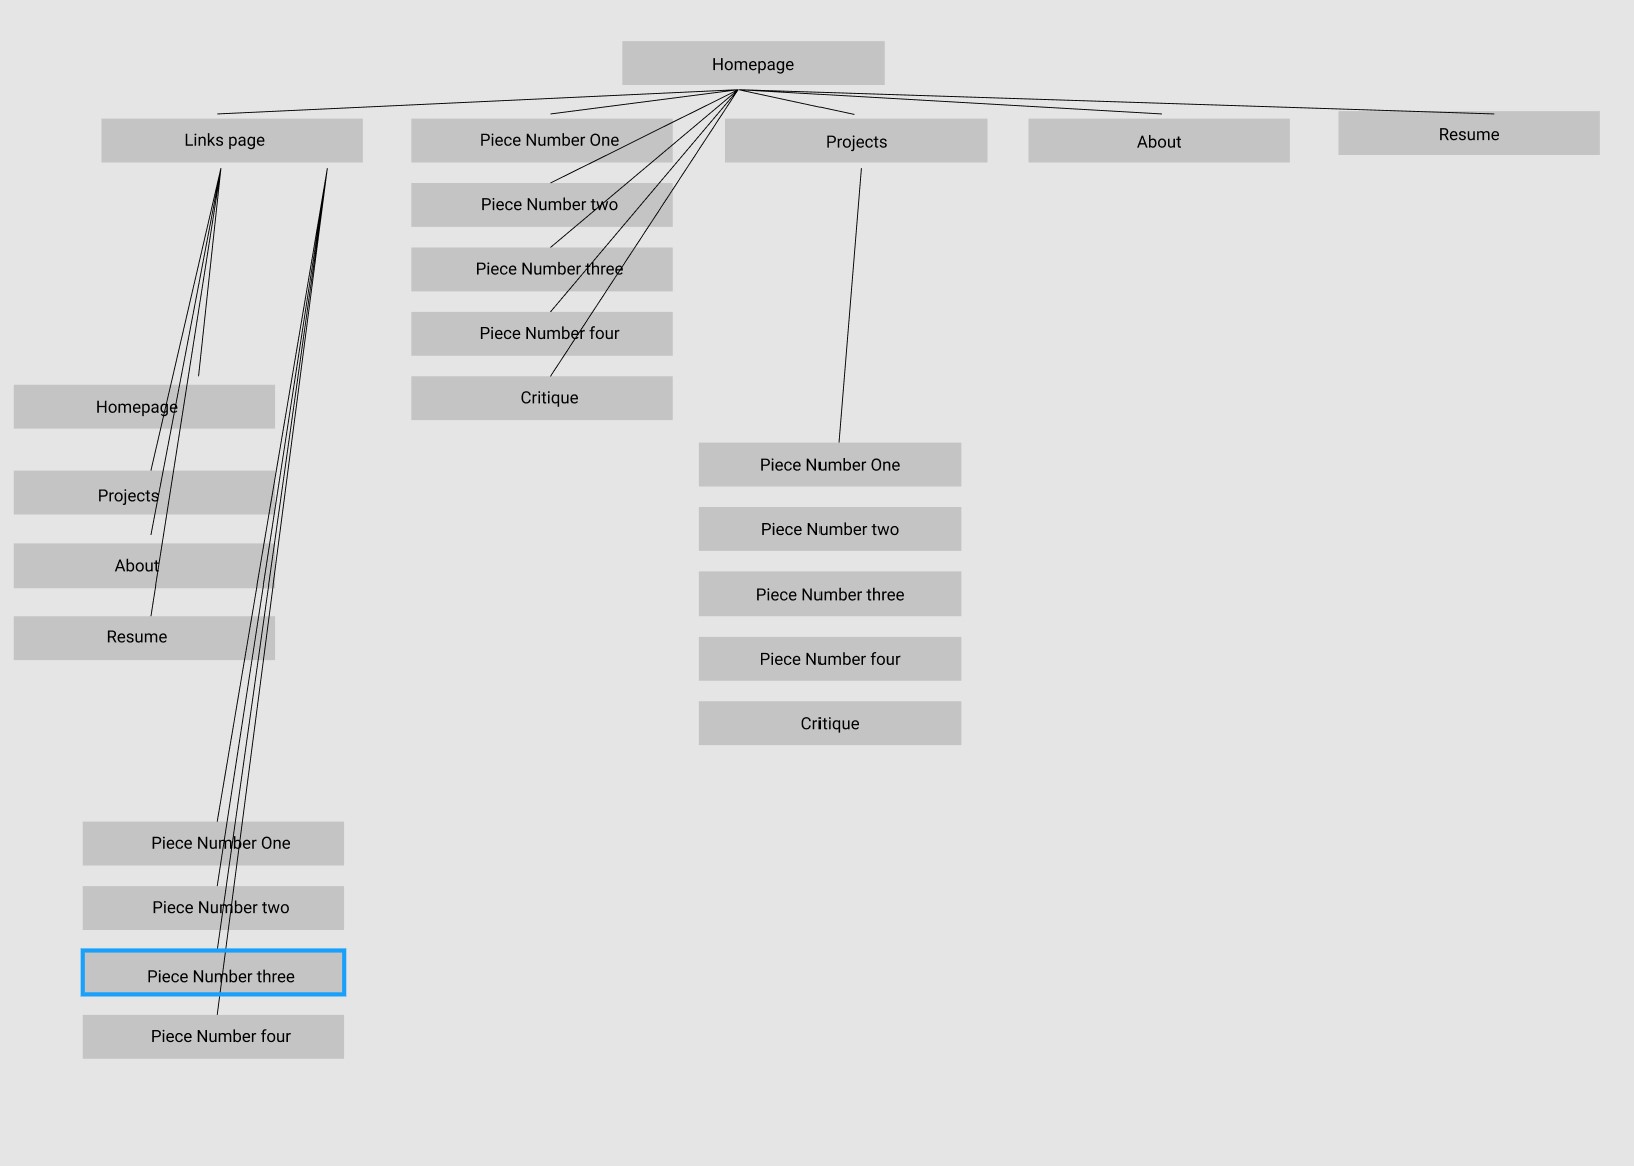 Homepage
Links page
Piece Number One
Projects
About
Resume
Piece Number two
Piece Number three
Piece Number four
Critique
Homepage
Projects
About
Resume
Piece Number One
Piece Number two
Piece Number three
Piece Number four
Critique
Piece Number One
Piece Number two
Piece Number three
Piece Number four